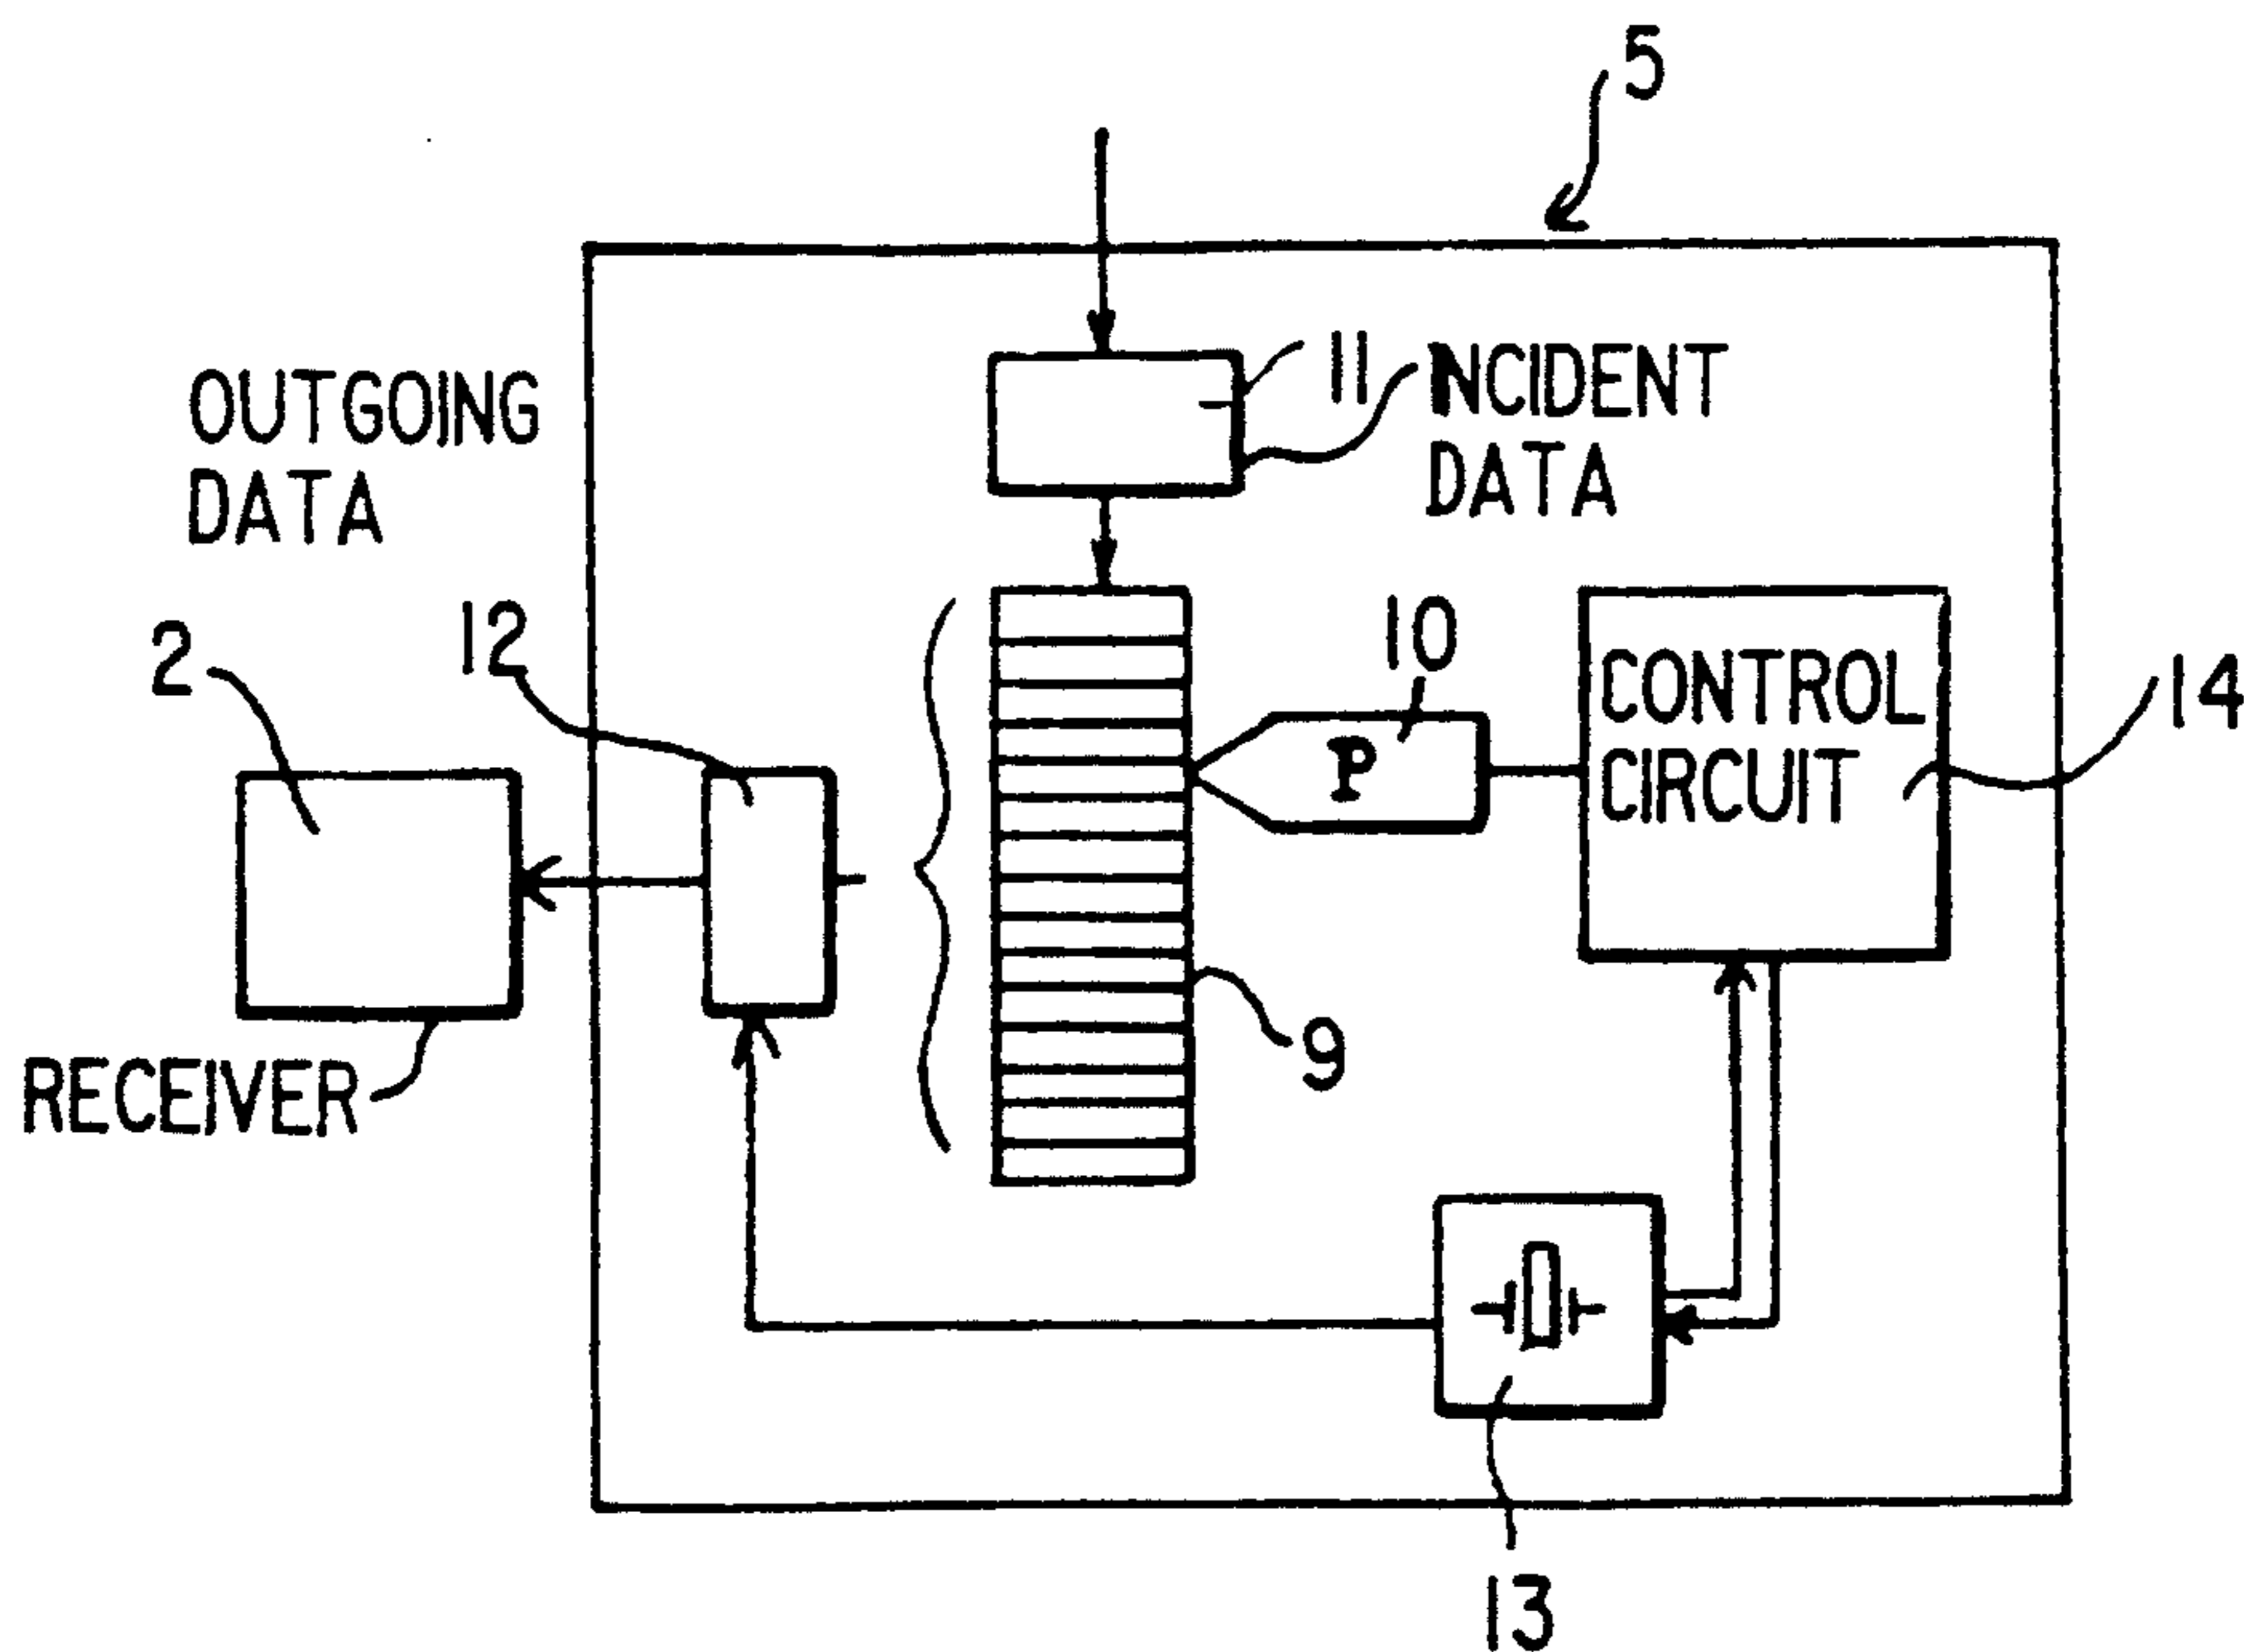 5
OUTGOING
DATA
11
INCIDENT
DATA
2
12
10
P
CONTROL
CIRCUIT
14
9
RECEIVER
13